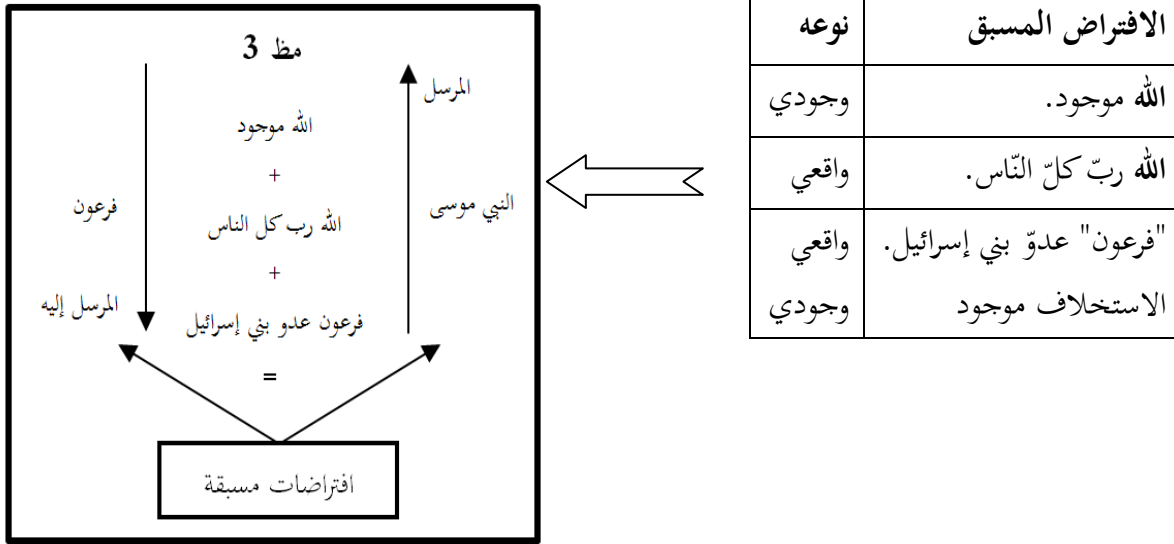 الافتراض المسبق نوعه
الله موجود. وجودي
الله ربّ كلّ النّاس. واقعي
"فرعون" عدوّ بني إسرائيل. واقعي
الاستخلاف موجود وجودي
مظ 3
المرسل
الله موجود
+
النبي موسى
فرعون
الله رب كل الناس
+
المرسل إليه
فرعون عدو بني إسرائيل
=
افتراضات مسبقة